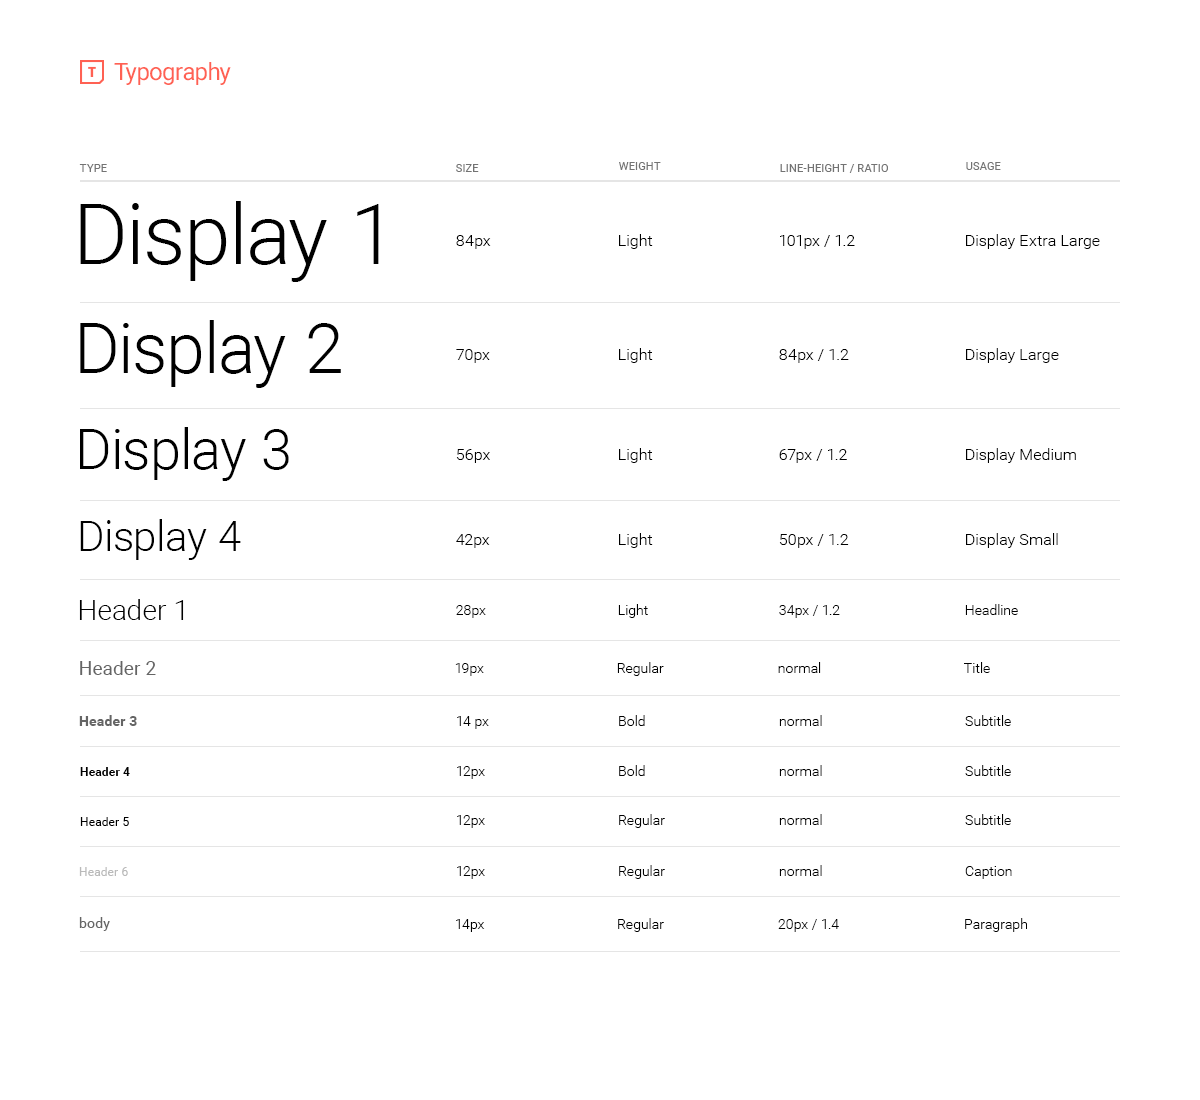 T Typography
TYPE SIZE WEIGHT LINE-HEIGHT / RATIO USAGE
Display 1 84px Light 101px / 1.2 Display Extra Large
Display 2 70px Light 84px / 1.2 Display Large
Display 3 56px Light 67px / 1.2 Display Medium
Display 4 42px Light 50px / 1.2 Display Small
Header 1 28px Light 34px / 1.2 Headline
Header 2 19px Regular normal Title
Header 3 14 px Bold normal Subtitle
Header 4 12px Bold normal Subtitle
Header 5 12px Regular normal Subtitle
Header 6 12px Regular normal Caption
body 14px Regular 20px / 1.4 Paragraph